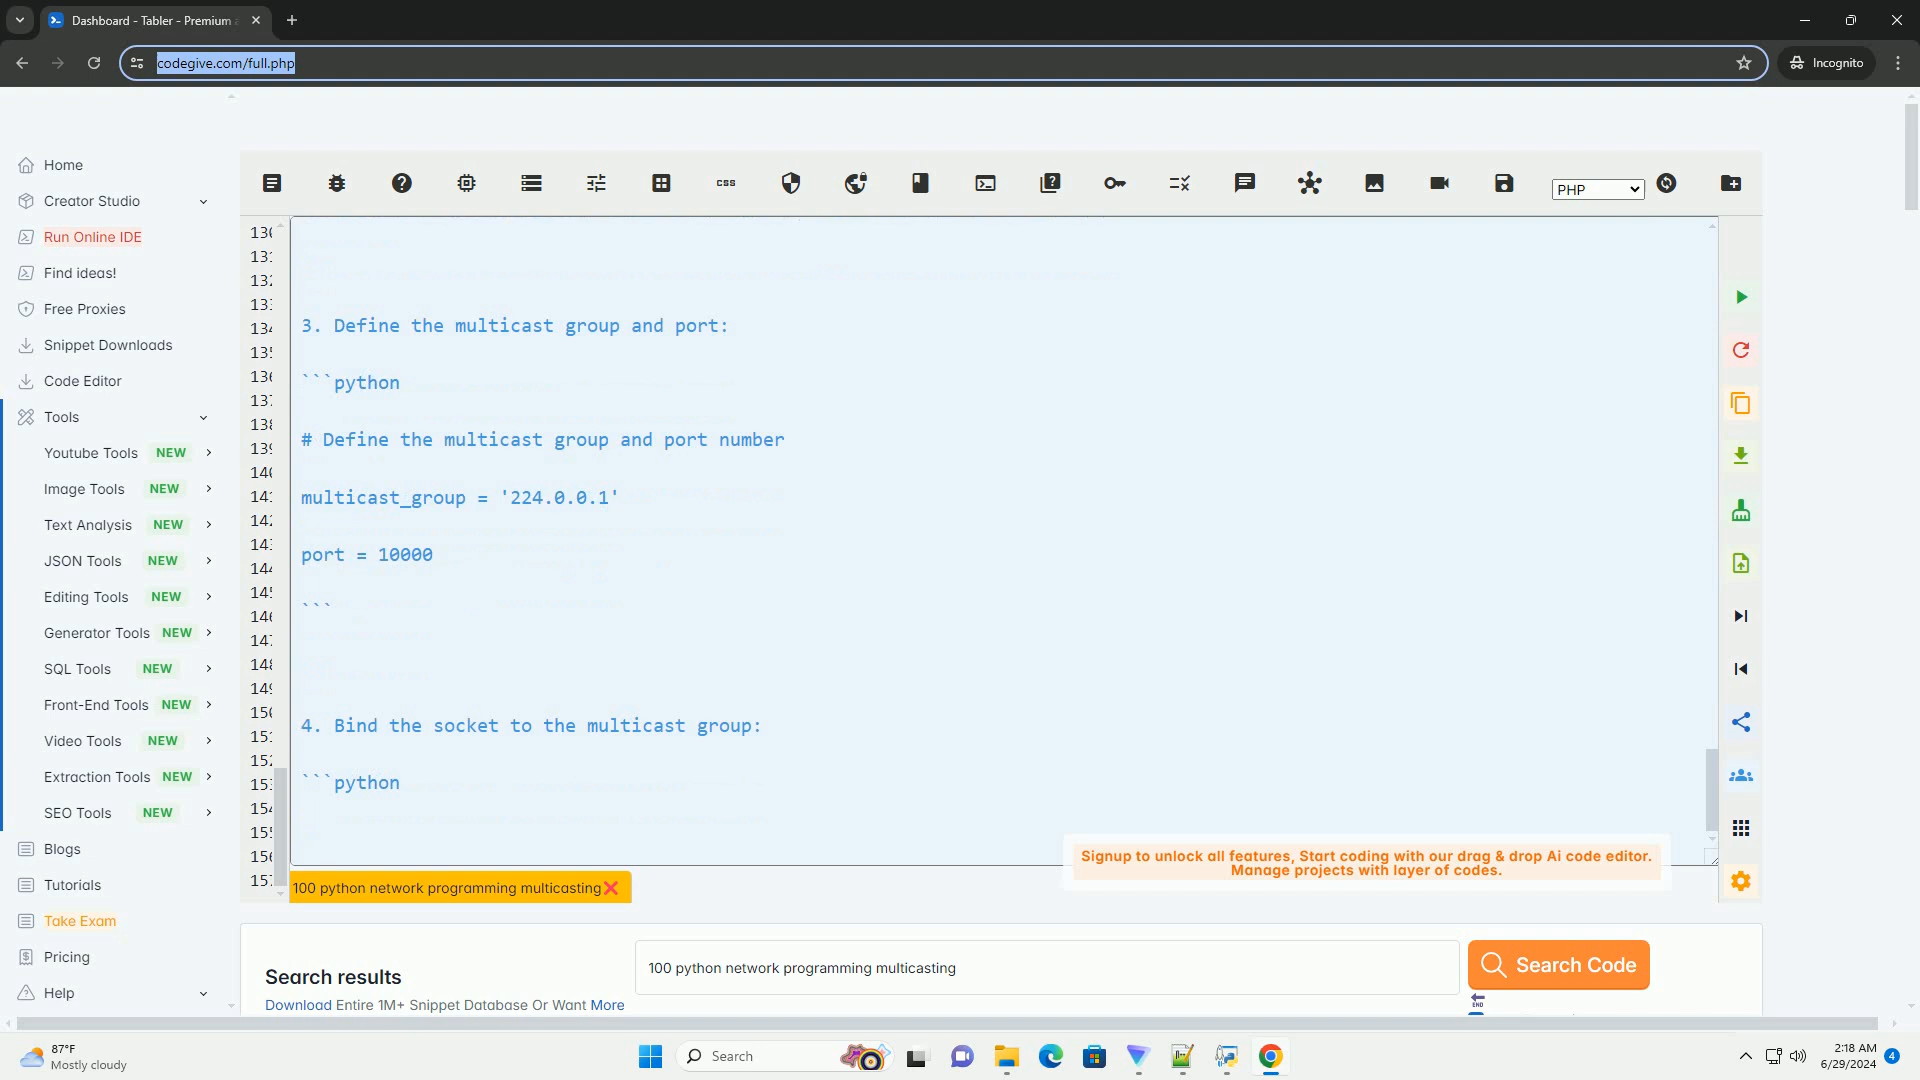 Dashboard - Tabler - Premium
codegive.com/full.php
Incognito
Home
Creator Studio
Run Online IDE
Find ideas!
Free Proxies
Snippet Downloads
Code Editor
Tools
Youtube Tools NEW
Image Tools NEW
Text Analysis NEW
JSON Tools NEW
Editing Tools NEW
Generator Tools NEW
SQL Tools NEW
Front-End Tools NEW
Video Tools NEW
Extraction Tools NEW
SEO Tools NEW
Blogs
Tutorials
Take Exam
Pricing
Help
css
PHP
3. Define the multicast group and port:
```python
# Define the multicast group and port number
multicast_group = '224.0.0.1'
port = 10000
```
4. Bind the socket to the multicast group:
```python
Signup to unlock all features, Start coding with our drag & drop Ai code editor.
Manage projects with layer of codes.
100 python network programming multicasting
Search results
Download Entire 1M+ Snippet Database Or Want More
100 python network programming multicasting
Search Code
END
87°F
Mostly cloudy
Search
2:18 AM
6/29/2024
4